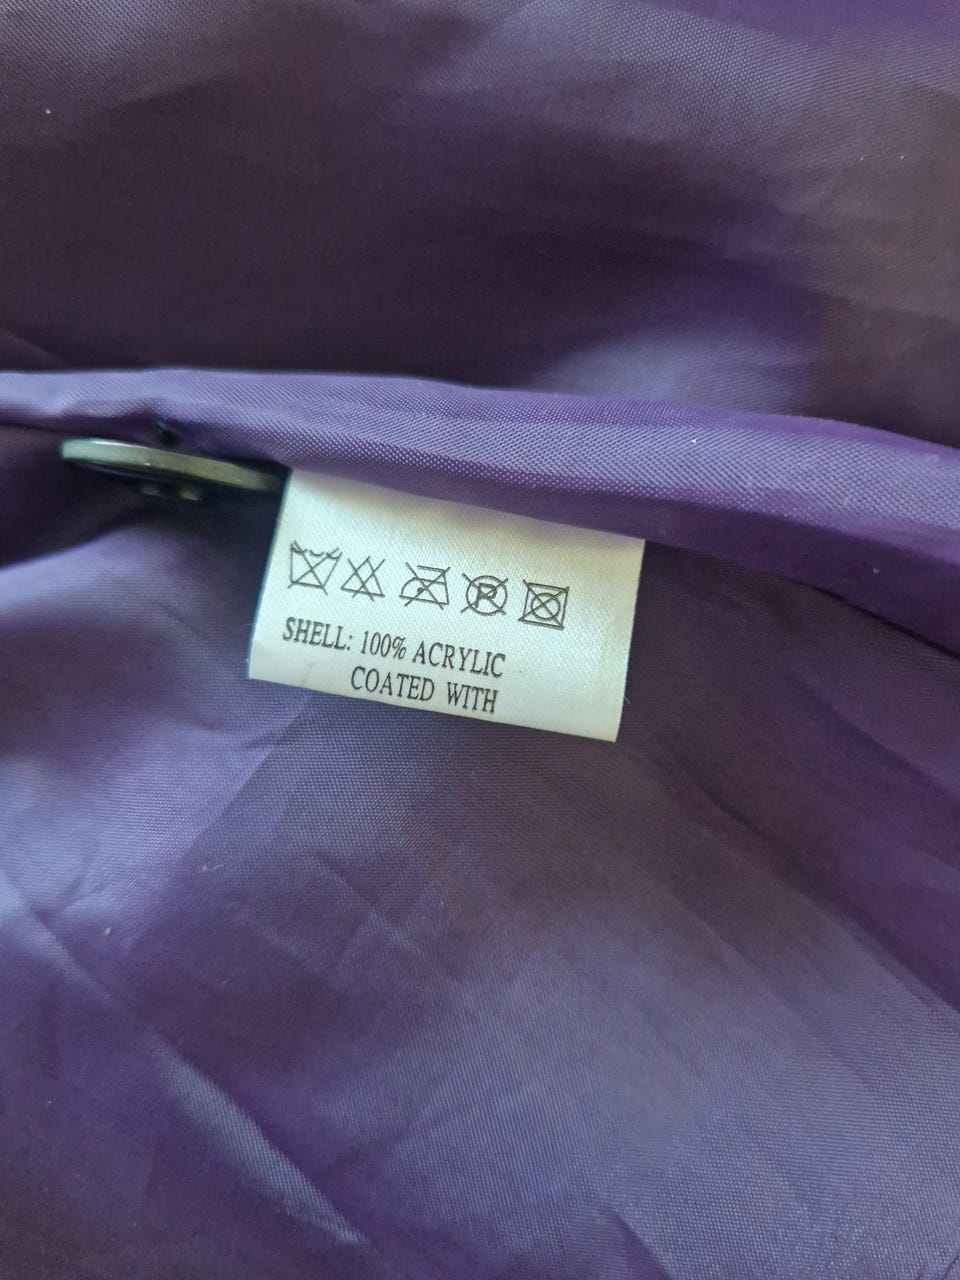 P
SHELL: 100% ACRYLIC
COATED WITH